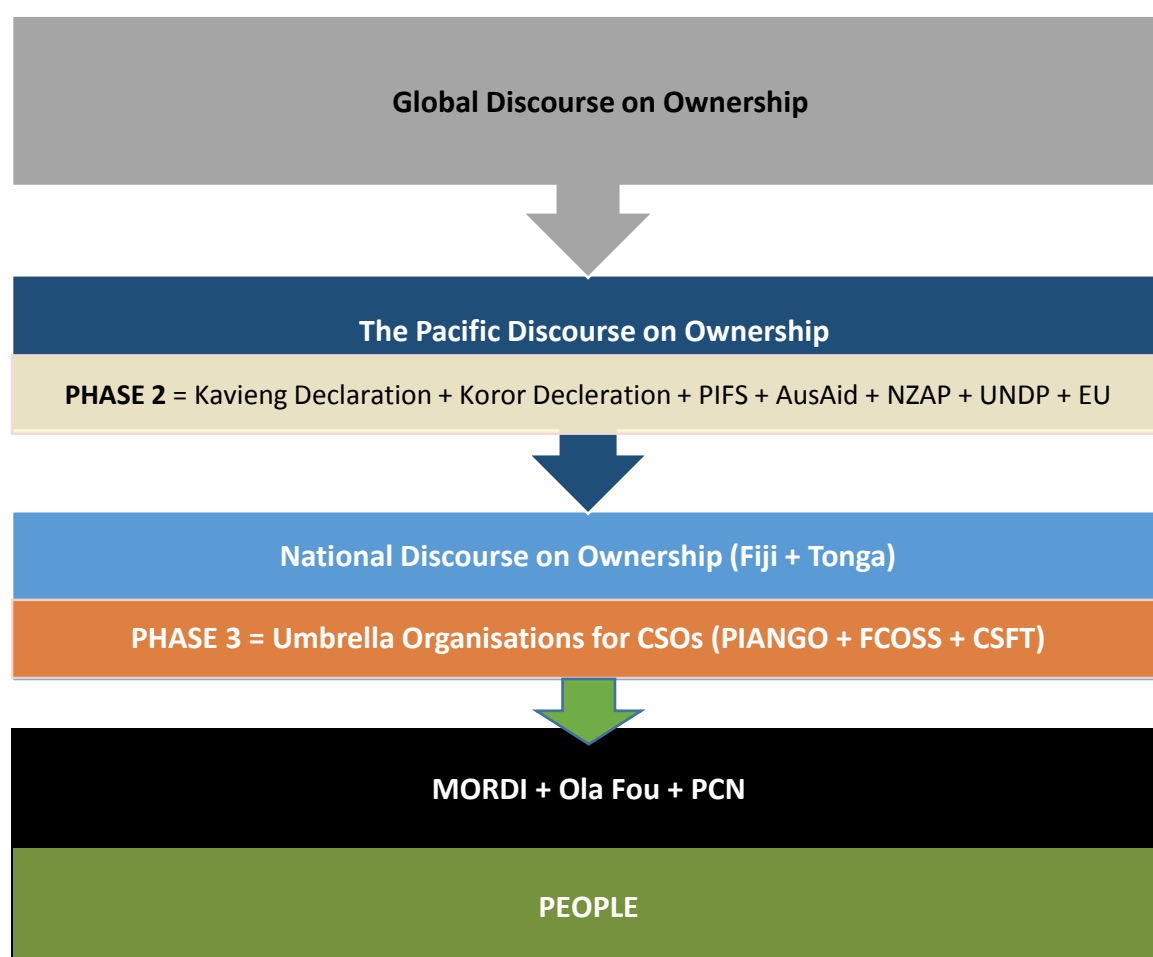 Global Discourse on Ownership
The Pacific Discourse on Ownership
PHASE 2 = Kavieng Declaration + Koror Decleration + PIFS + AusAid + NZAP + UNDP + EU
National Discourse on Ownership (Fiji + Tonga)
PHASE 3 = Umbrella Organisations for CSOs (PIANGO + FCOSS + CSFT)
MORDI + Ola Fou + PCN
PEOPLE